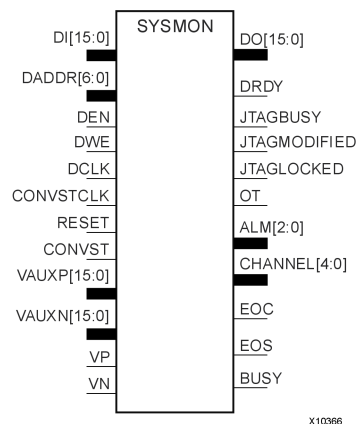 SYSMON
DI[15:0]
DADDR[6:0]
DEN
DWE
DCLK
CONVSTCLK
RESET
CONVST
VAUXP[15:0]
VAUXN[15:0]
VP
VN
DO[15:0]
DRDY
JTAGBUSY
JTAGMODIFIED
JTAGLOCKED
OT
ALM[2:0]
CHANNEL[4:0]
EOC
EOS
BUSY
X10366